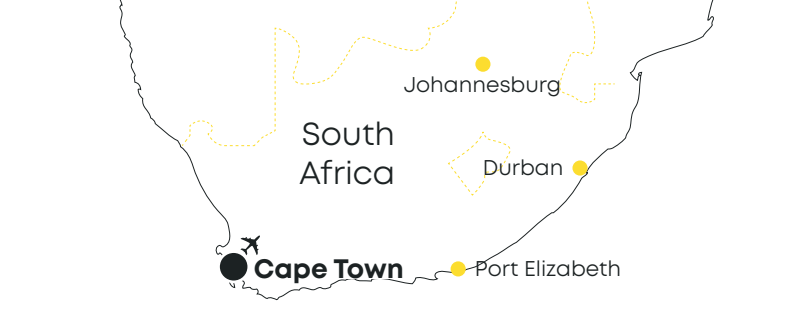 Johannesburg
South
Africa
Durban
Cape Town
Port Elizabeth